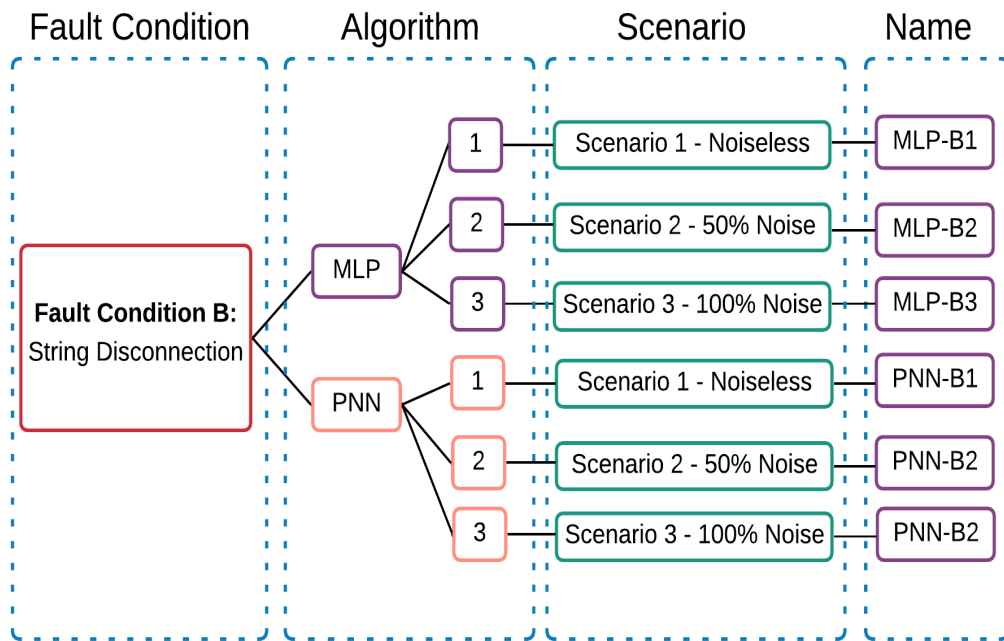 Fault Condition
Algorithm
Scenario
Name
Fault Condition B:
String Disconnection
MLP
PNN
1
Scenario 1 - Noiseless
MLP-B1
2
Scenario 2 - 50% Noise
MLP-B2
3
Scenario 3 - 100% Noise
MLP-B3
1
Scenario 1 - Noiseless
PNN-B1
2
Scenario 2 - 50% Noise
PNN-B2
3
Scenario 3 - 100% Noise
PNN-B2